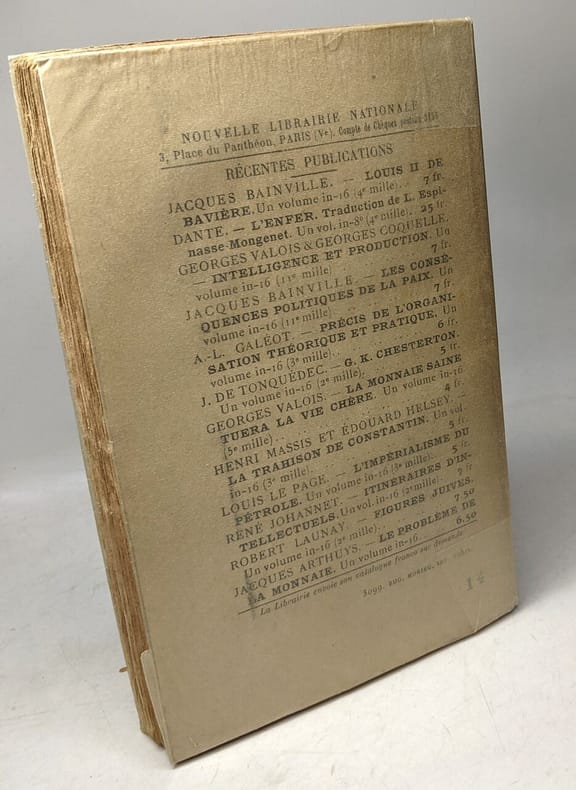 NOUVELLE LIBRAIRIE NATIONALE
3, Place du Panthéon, PARIS (Ve). Compte de Chèques postaux
RÉCENTES PUBLICATIONS
JACQUES BAINVILLE. — LOUIS II DE
BAVIÈRE. Un volume in-16 (4e mille). . 7 fr.
DANTE. — L'ENFER. Traduction de L. Espi-
nasse-Mongenet. Un vol. in-8° (4e mille). 25 fr.
GEORGES VALOIS & GEORGES COQUELLE.
— INTELLIGENCE ET PRODUCTION. Un
volume in-16 (11e mille) 7 fr.
JACQUES BAINVILLE — LES CONSÉ-
QUENCES POLITIQUES DE LA PAIX. Un
volume in-16 (11e mille) 7 fr.
A.-L. GALÉOT. — PRÉCIS DE L'ORGANI-
SATION THÉORIQUE ET PRATIQUE. Un
volume in-16 (3e mille) 6 fr.
J. DE TONQUÉDEC. — G. K. CHESTERTON.
Un volume in-16 (2e mille) 5 fr.
GEORGES VALOIS. — LA MONNAIE SAINE
TUERA LA VIE CHÈRE. Un volume in-16
(5e mille) 4 fr.
HENRI MASSIS ET ÉDOUARD HELSEY. —
LA TRAHISON DE CONSTANTIN. Un vol.
in-16 (3e mille) 5 fr.
LOUIS LE PAGE. — L'IMPÉRIALISME DU
PÉTROLE. Un volume in-16 (3e mille). 5 fr.
RENÉ JOHANNET. — ITINÉRAIRES D'IN-
TELLECTUELS. Un vol. in-16 (2e mille). 7 fr
ROBERT LAUNAY. — FIGURES JUIVES.
Un volume in-16 (2e mille) 7 50
JACQUES ARTHUYS. — LE PROBLÈME DE
LA MONNAIE. Un volume in-16 6.50
La Librairie envoie son catalogue franco sur demande